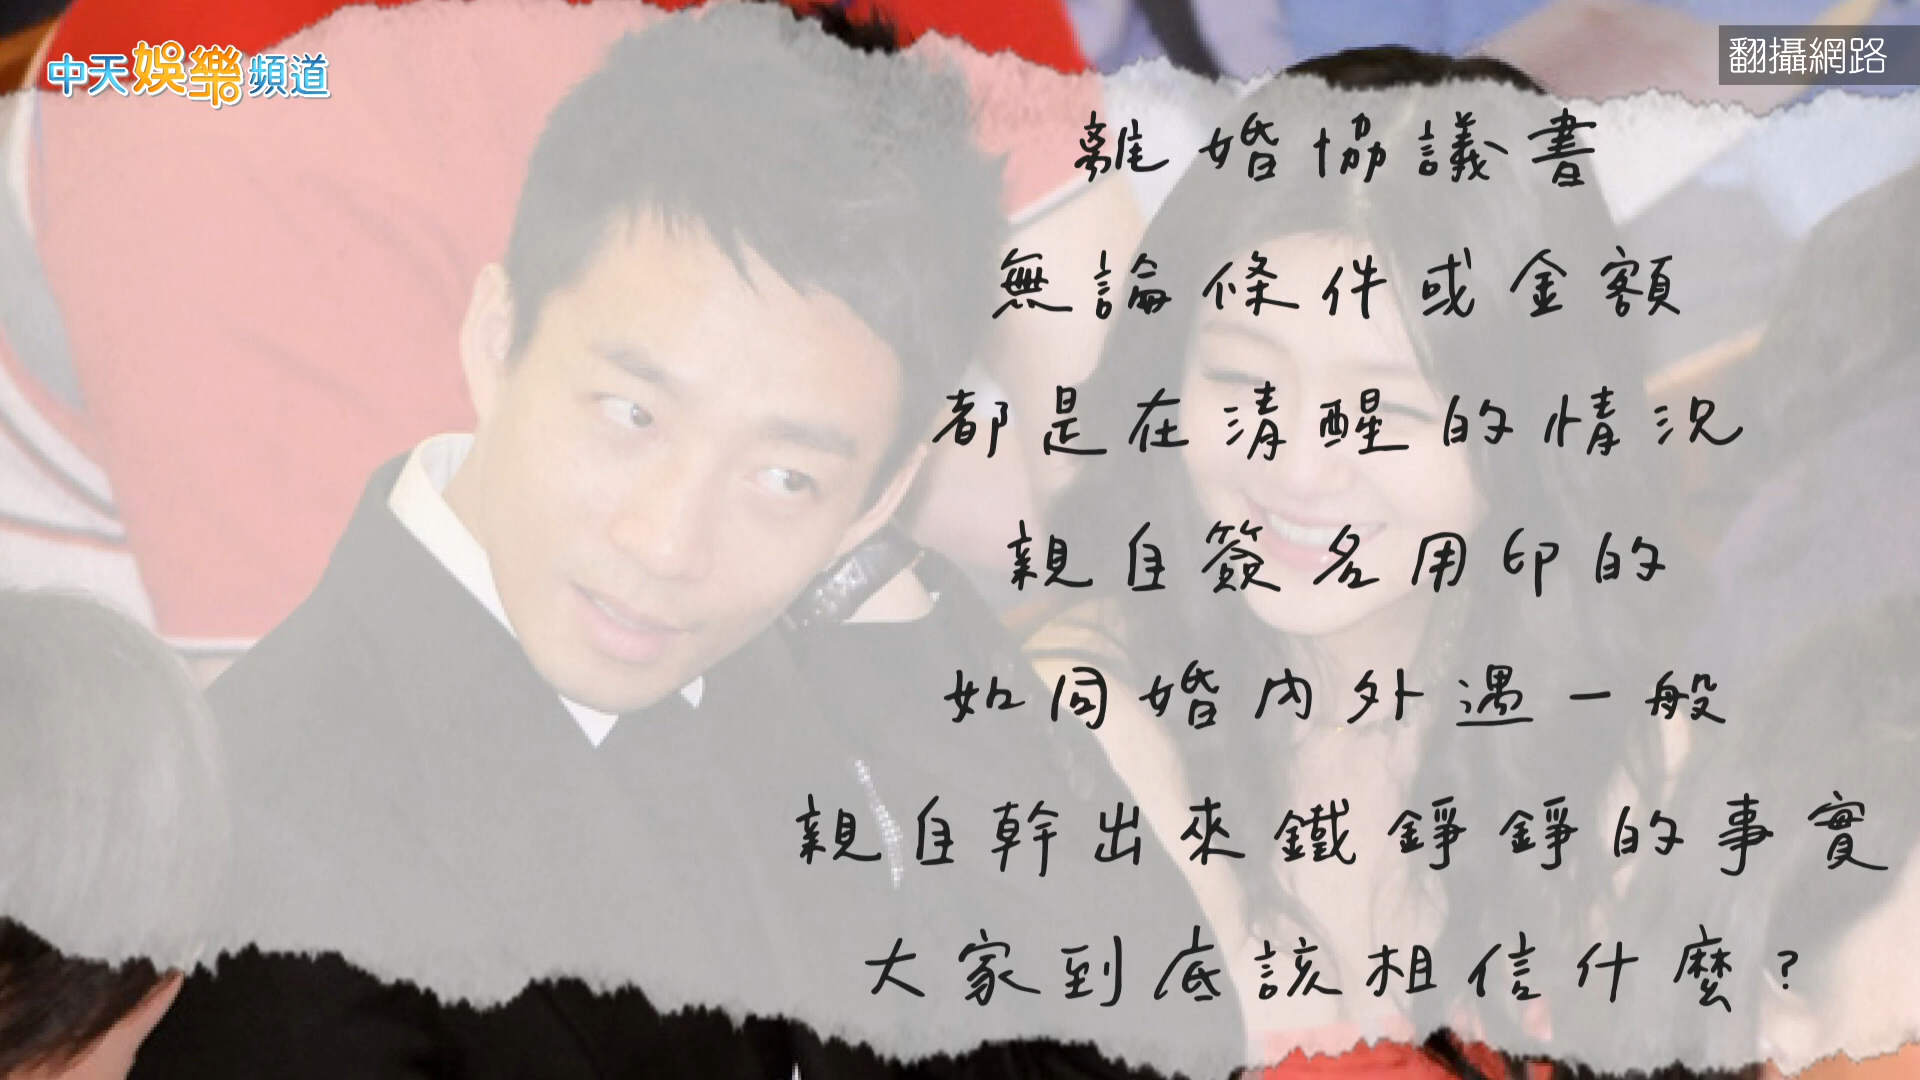 中天娛樂頻道
翻攝網路
離婚協議書
無論條件或金額
都是在清醒的情況
親自簽名用印的
如同婚內外遇一般
親自幹出來鐵錚錚的事實
大家到底該相信什麼?